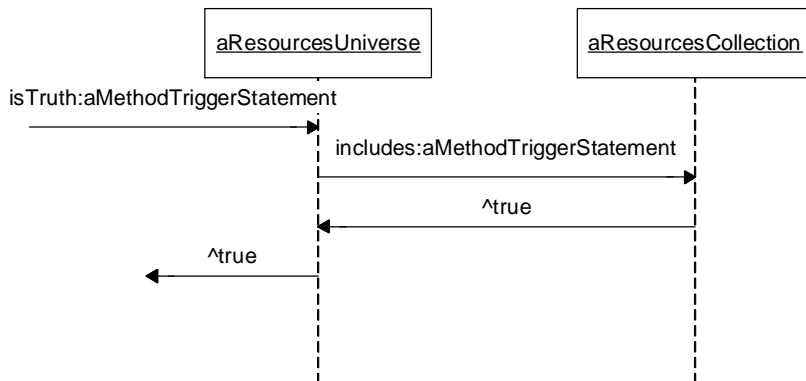 aResourcesUniverse
aResourcesCollection
isTruth:aMethodTriggerStatement
includes:aMethodTriggerStatement
^true
^true